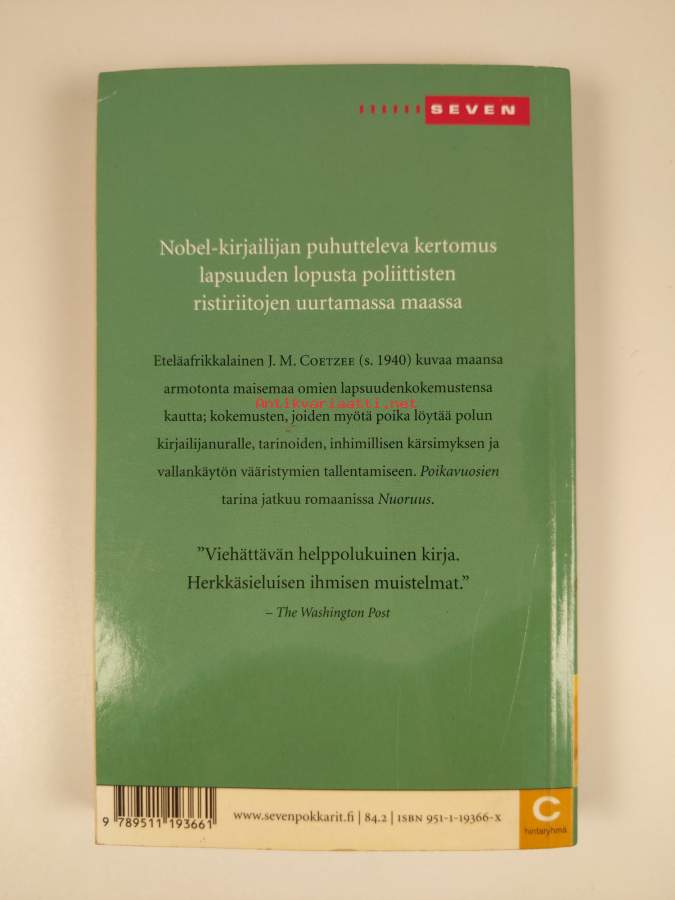 SEVEN
Nobel-kirjailijan puhutteleva kertomus
lapsuuden lopusta poliittisten
ristiriitojen uurtamassa maassa
Eteläafrikkalainen J. M. COETZEE (s. 1940) kuvaa maansa
armotonta maisemaa omien lapsuudenkokemustensa
Antikvariaatti.net
kautta; kokemusten, joiden myötä poika löytää polun
kirjailijanuralle, tarinoiden, inhimillisen kärsimyksen ja
vallankäytön vääristymien tallentamiseen. Poikavuosien
tarina jatkuu romaanissa Nuoruus.
”Viehättävän helppolukuinen kirja.
Herkkäsieluisen ihmisen muistelmat.”
– The Washington Post
9 789511 193661
www.sevenpokkarit.fi | 84.2 | ISBN 951-1-19366-X
C
hintaryhmä